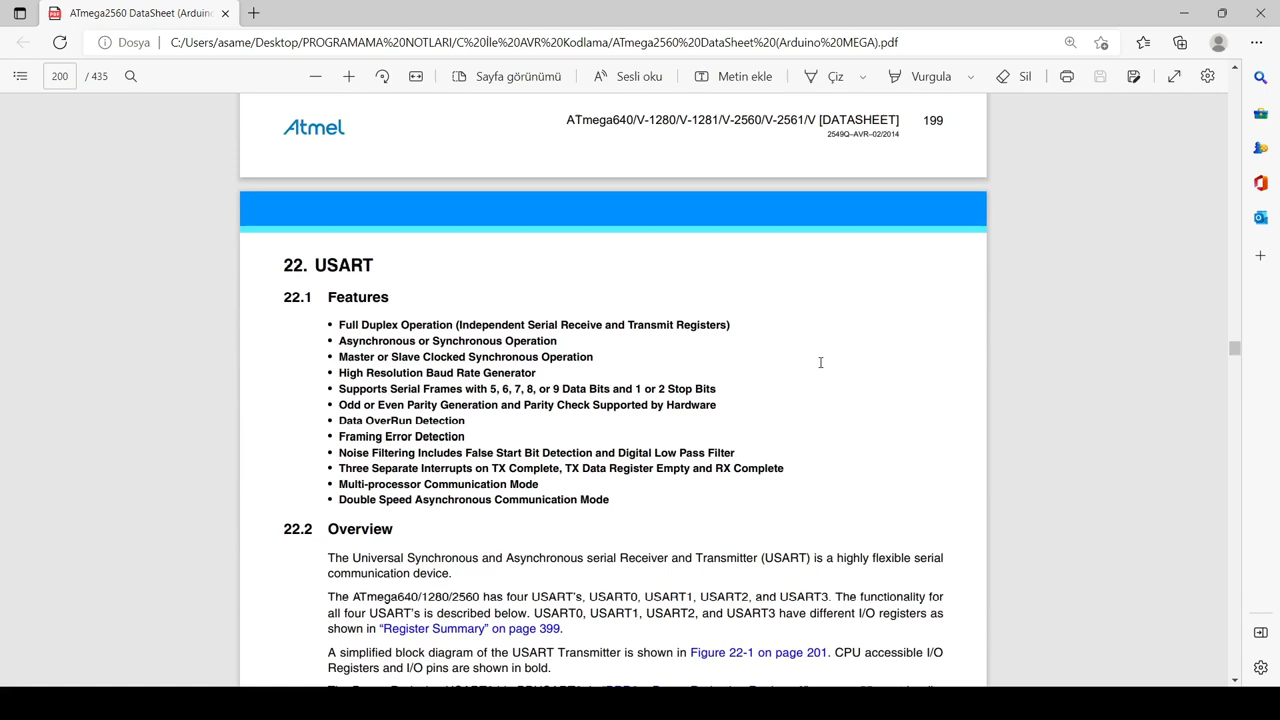 ATmega2560 DataSheet (Arduin
Dosya
C:/Users/asame/Desktop/PROGRAMAMA%20NOTLARI/C%20İle%20AVR%20Kodlama/ATmega2560%20DataSheet%20(Arduino%20MEGA).pdf
200 / 435
Sayfa görünümü
Sesli oku
Metin ekle
Çiz
Vurgula
Sil
Atmel
ATmega640/V-1280/V-1281/V-2560/V-2561/V [DATASHEET] 199
2549Q–AVR–02/2014
22. USART
22.1 Features
• Full Duplex Operation (Independent Serial Receive and Transmit Registers)
• Asynchronous or Synchronous Operation
• Master or Slave Clocked Synchronous Operation
• High Resolution Baud Rate Generator
• Supports Serial Frames with 5, 6, 7, 8, or 9 Data Bits and 1 or 2 Stop Bits
• Odd or Even Parity Generation and Parity Check Supported by Hardware
• Data OverRun Detection
• Framing Error Detection
• Noise Filtering Includes False Start Bit Detection and Digital Low Pass Filter
• Three Separate Interrupts on TX Complete, TX Data Register Empty and RX Complete
• Multi-processor Communication Mode
• Double Speed Asynchronous Communication Mode
22.2 Overview
The Universal Synchronous and Asynchronous serial Receiver and Transmitter (USART) is a highly flexible serial
communication device.
The ATmega640/1280/2560 has four USART's, USART0, USART1, USART2, and USART3. The functionality for
all four USART's is described below. USART0, USART1, USART2, and USART3 have different I/O registers as
shown in “Register Summary” on page 399.
A simplified block diagram of the USART Transmitter is shown in Figure 22-1 on page 201. CPU accessible I/O
Registers and I/O pins are shown in bold.